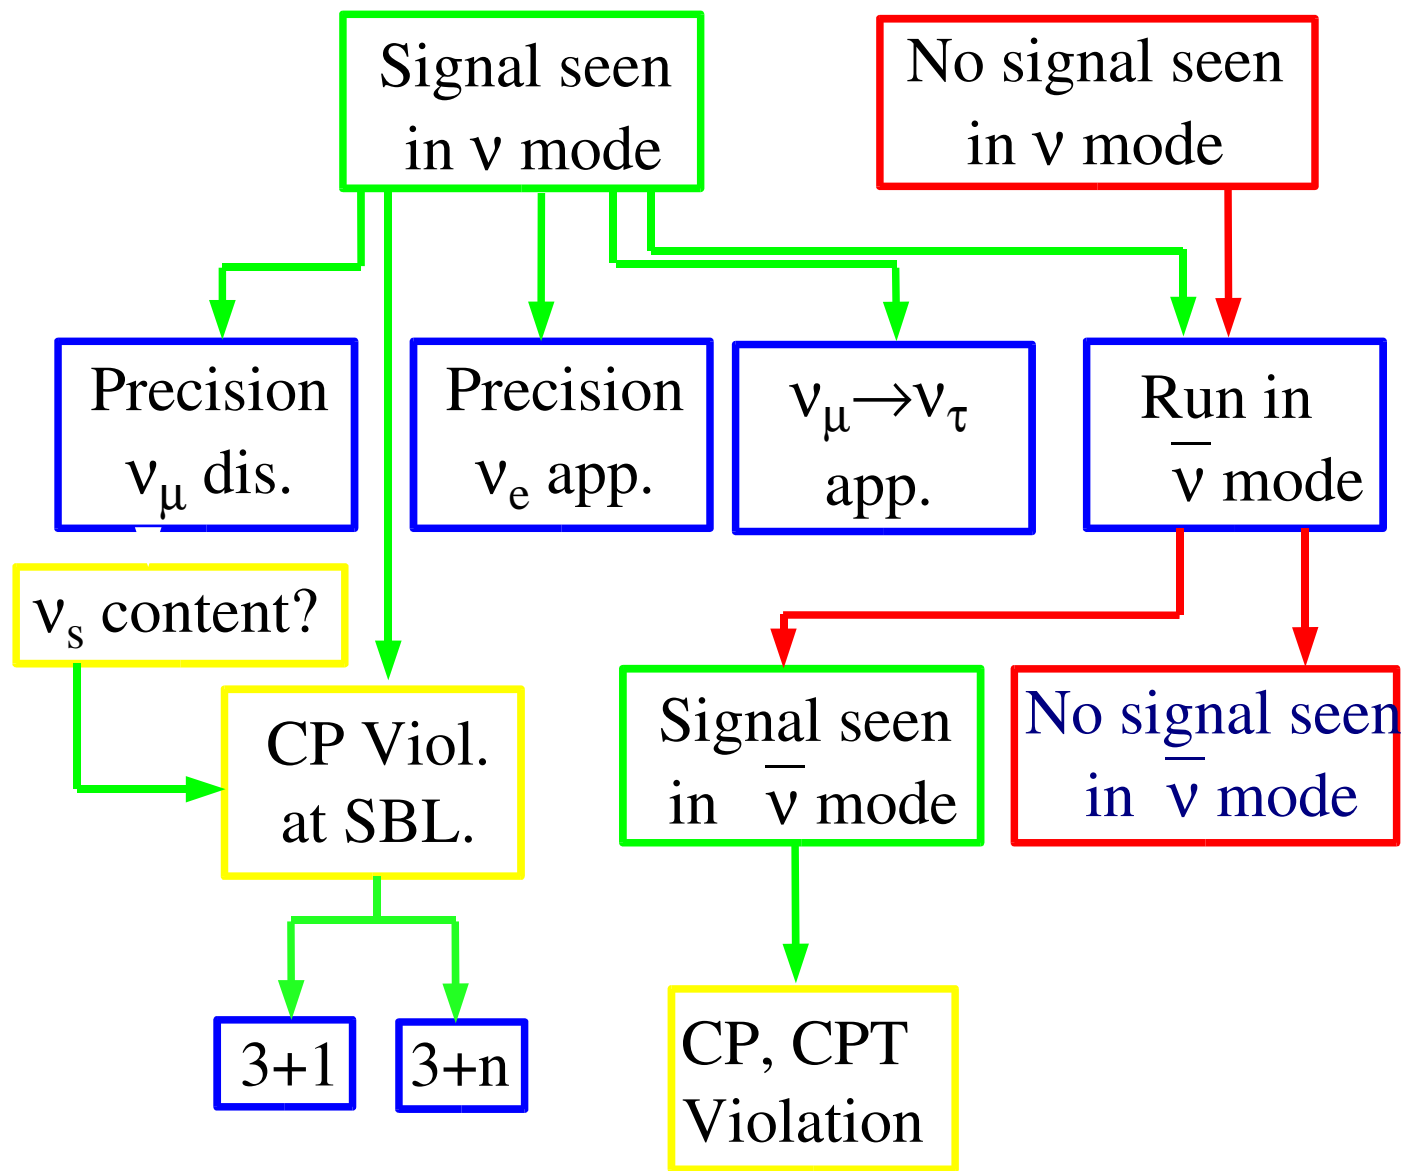 Signal seen
in ν mode
No signal seen
in ν mode
Precision
νμ dis.
Precision
νe app.
νμ→ντ
app.
Run in
ν̅ mode
νs content?
CP Viol.
at SBL.
Signal seen
in ν̅ mode
No signal seen
in ν̅ mode
3+1
3+n
CP, CPT
Violation